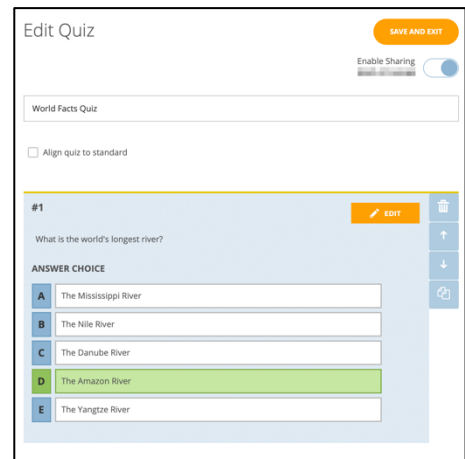 Edit Quiz
SAVE AND EXIT
Enable Sharing
World Facts Quiz
Align quiz to standard
#1
EDIT
What is the world's longest river?
ANSWER CHOICE
A The Mississippi River
B The Nile River
C The Danube River
D The Amazon River
E The Yangtze River